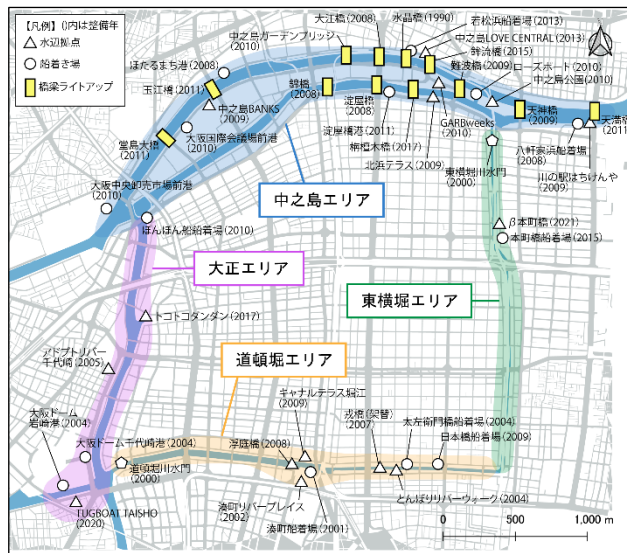 【凡例】()内は整備年
水辺拠点
船着き場
橋梁ライトアップ
中之島ガーデンブリッジ
(2010)
大江橋(2008)
水晶橋(1990)
若松浜船着場(2013)
中之島LOVE CENTRAL(2013)
鉾流橋(2015)
難波橋(2009)
ローズポート(2010)
中之島公園(2010)
ほたるまち港(2008)
玉江橋(2011)
錦橋
(2008)
淀屋橋
(2008)
中之島BANKS
(2009)
堂島大橋
(2011)
大阪国際会議場前港
(2010)
淀屋橋港(2011)
栴檀木橋(2017)
北浜テラス(2009)
GARBweeks
(2010)
天神橋
(2009)
天満橋
(2011)
八軒家浜船着場
(2008)
川の駅はちけんや
(2009)
東横堀川水門
(2000)
大阪中央卸売市場前港
(2010)
中之島エリア
ほんぽん船船着場(2010)
β本町橋(2021)
本町橋船着場(2015)
大正エリア
東横堀エリア
トコトコダンダン(2017)
道頓堀エリア
アドプトリバー
千代崎(2005)
キャナルテラス堀江
(2009)
大阪ドーム
岩崎港(2004)
大阪ドーム千代崎港(2004)
浮庭橋(2008)
戎橋(架替)
(2007)
太左衛門橋船着場(2004)
日本橋船着場(2009)
道頓堀川水門
(2000)
湊町リバープレイス
(2002)
湊町船着場(2001)
とんぼりリバーウォーク(2004)
TUGBOAT TAISHO
(2020)
0 500 1,000 m